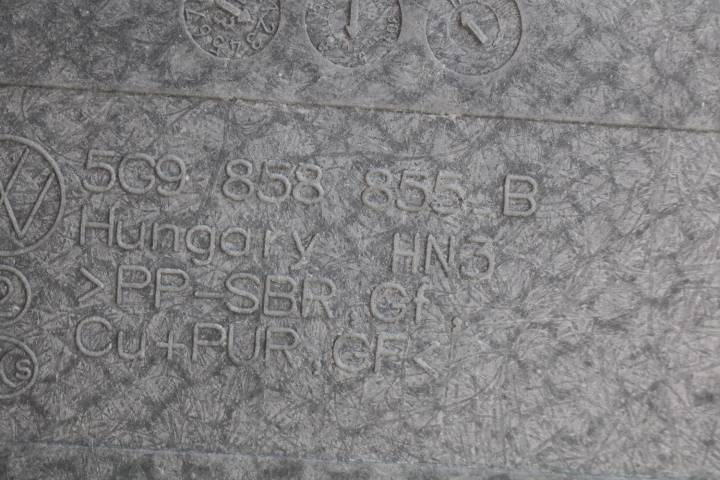 5G9 858 855 B
Hungary HN3
>PP-SBR,Gf,
Cu+PUR,GF<
S